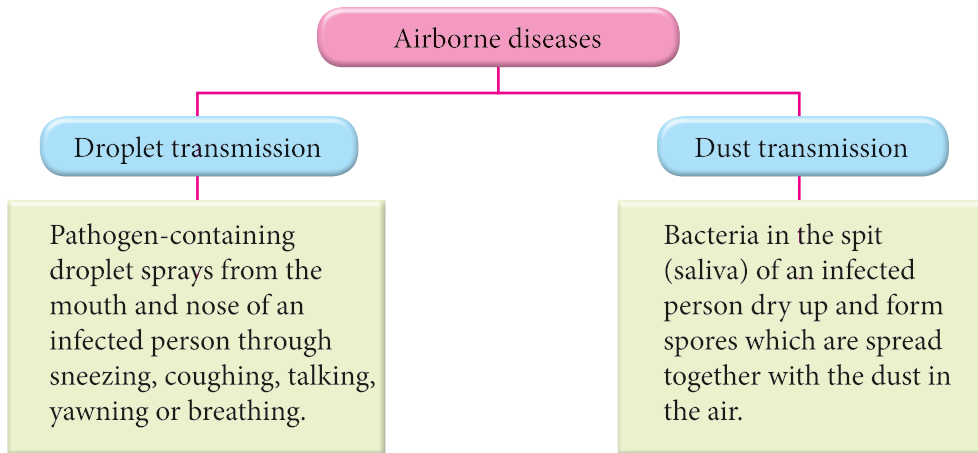 Airborne diseases
Droplet transmission
Pathogen-containing
droplet sprays from the
mouth and nose of an
infected person through
sneezing, coughing, talking,
yawning or breathing.
Dust transmission
Bacteria in the spit
(saliva) of an infected
person dry up and form
spores which are spread
together with the dust in
the air.